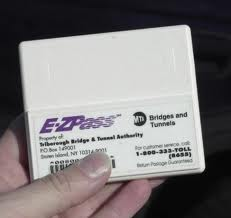 E-ZPass℠
MTA Bridges and Tunnels
Property of:
Triborough Bridge & Tunnel Authority
P.O Box 149001
Staten Island, NY 10314-9001
For customer service, call:
1-800-333-TOLL
(8655)
Return Postage Guaranteed